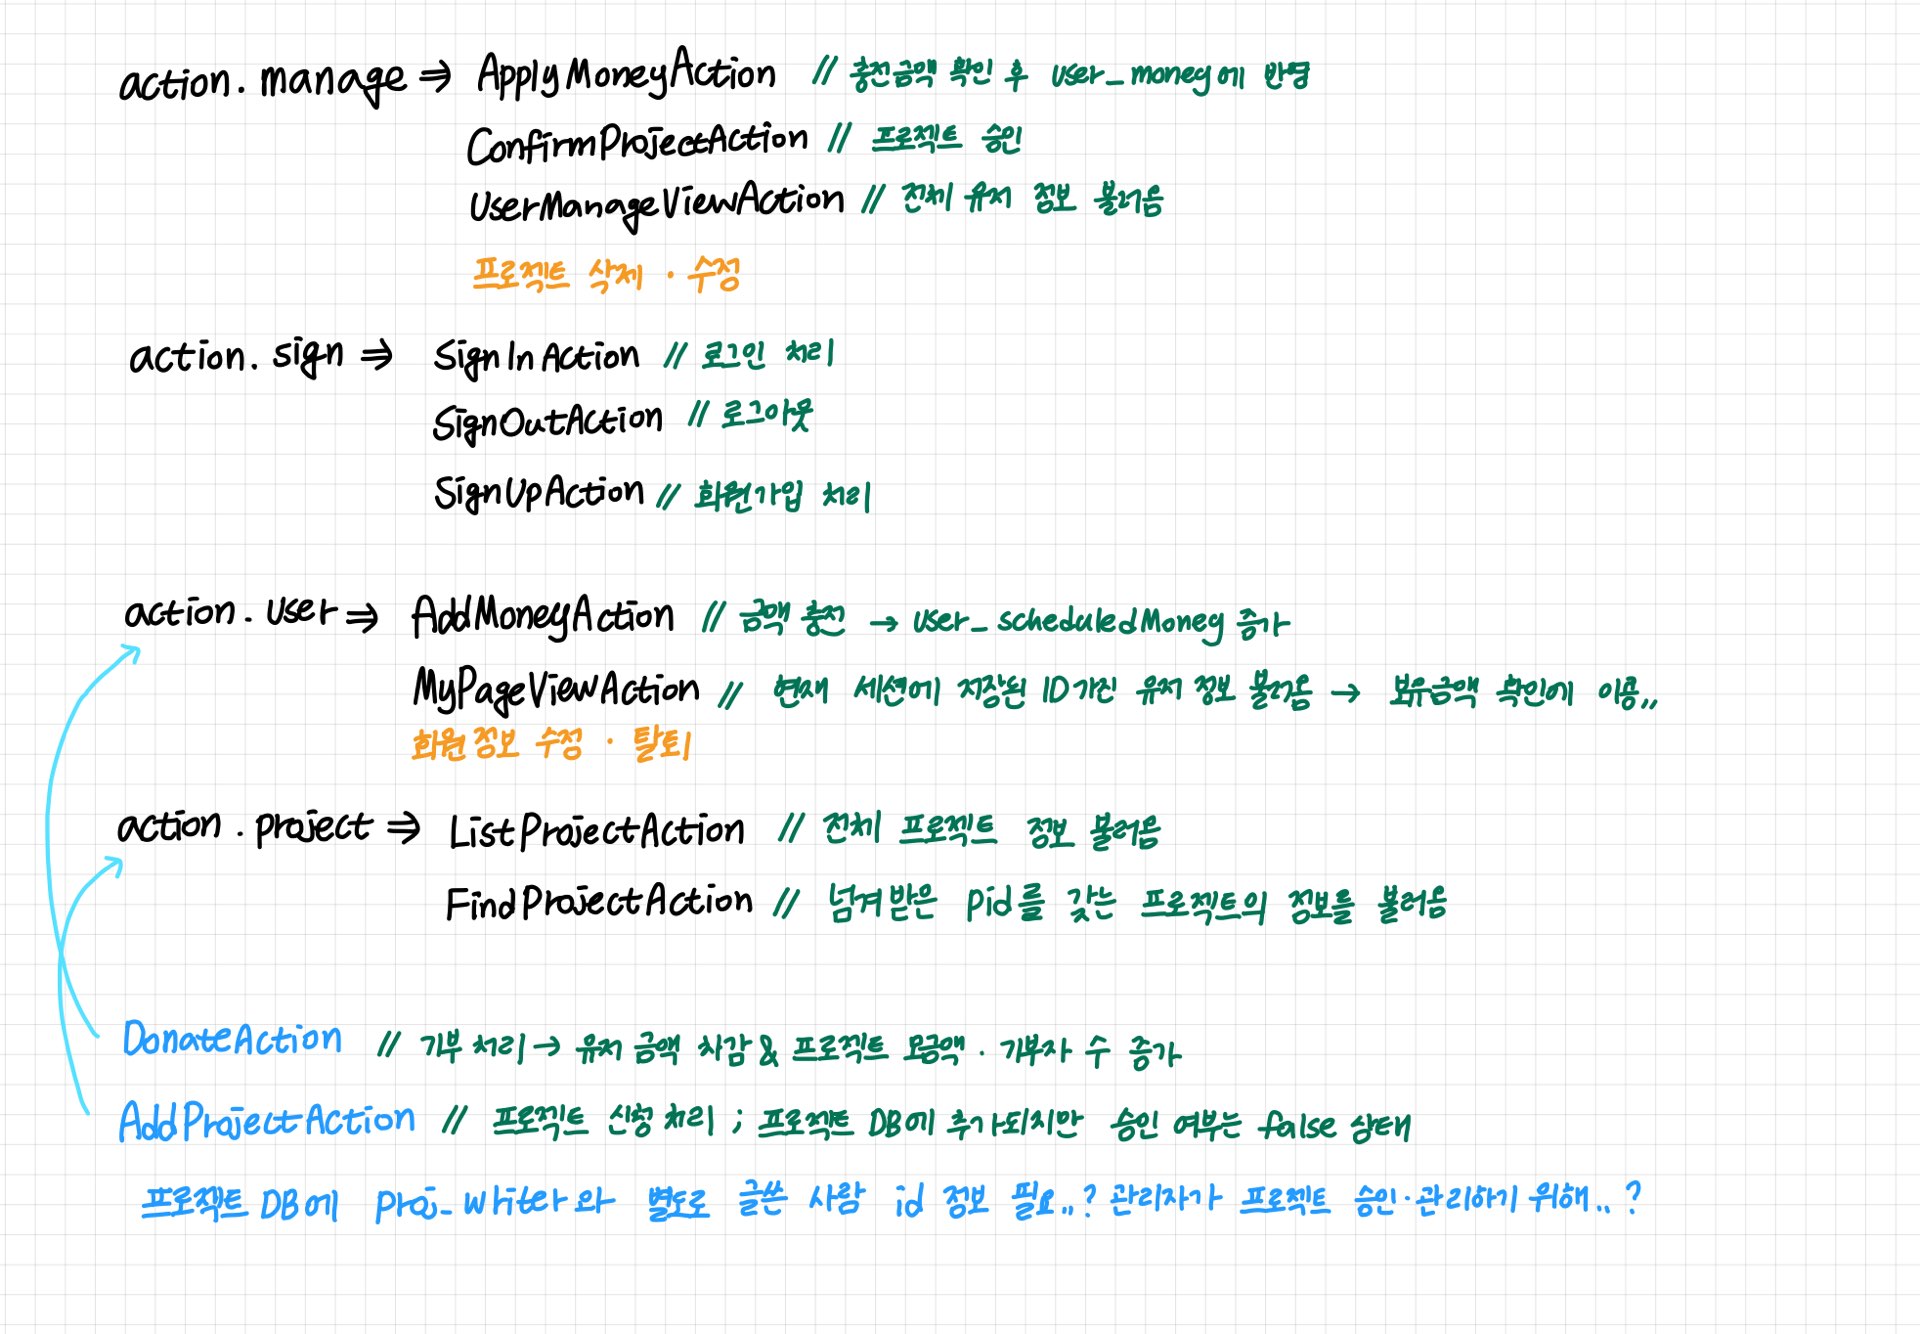 action.manage ⇒ ApplyMoneyAction // 충전금액 확인 후 user_money에 반영
ConfirmProjectAction // 프로젝트 승인
UserManageViewAction // 전체 유저 정보 불러옴
프로젝트 삭제 · 수정
action.sign ⇒ SignInAction // 로그인 처리
SignOutAction // 로그아웃
SignUpAction // 회원가입 처리
action.user ⇒ AddMoneyAction // 금액 충전 → user_scheduledMoney 증가
MyPageViewAction // 현재 세션에 저장된 ID가진 유저 정보 불러옴 → 보유금액 확인에 이용..
회원정보 수정 · 탈퇴
action.project ⇒ ListProjectAction // 전체 프로젝트 정보 불러옴
FindProjectAction // 넘겨받은 pid를 갖는 프로젝트의 정보를 불러옴
DonateAction // 기부 처리 → 유저 금액 차감 & 프로젝트 모금액 · 기부자 수 증가
AddProjectAction // 프로젝트 신청 처리 ; 프로젝트 DB에 추가되지만 승인 여부는 false 상태
프로젝트 DB에 proj_writer와 별도로 글쓴 사람 id 정보 필요..? 관리자가 프로젝트 승인·관리하기 위해..?